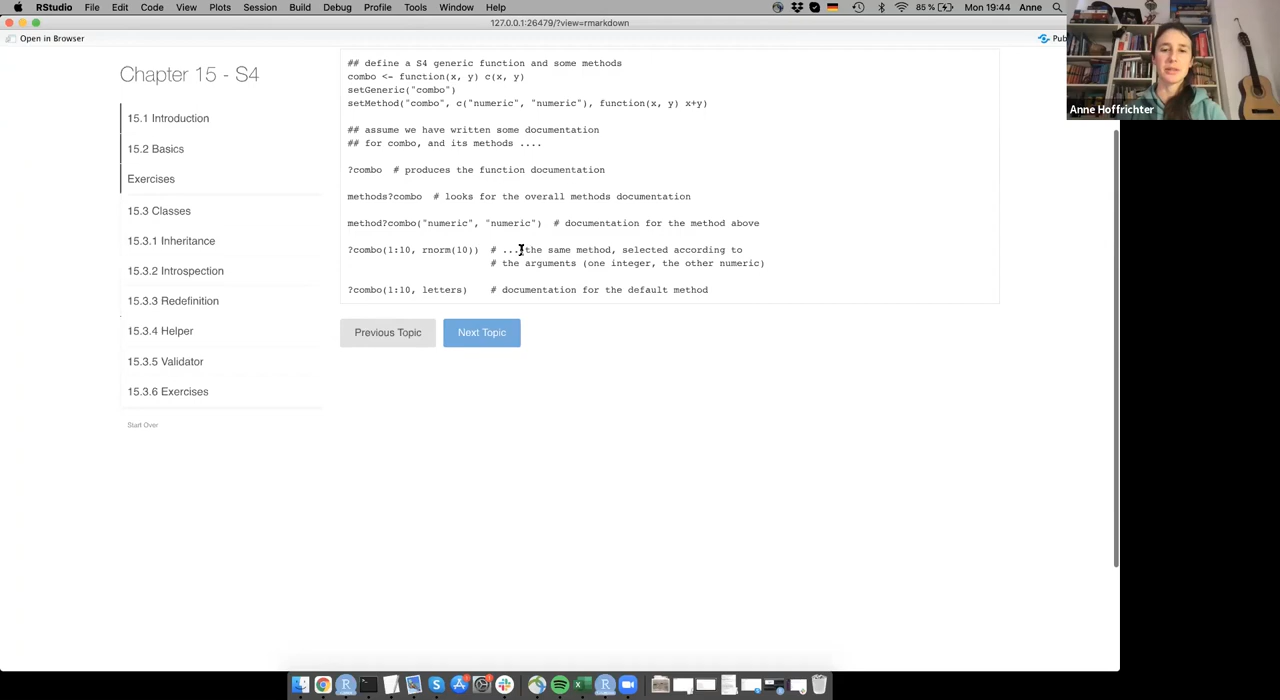 RStudio File Edit Code View Plots Session Build Debug Profile Tools Window Help 85 % Mon 19:44 Anne
127.0.0.1:26479/?view=rmarkdown
Open in Browser
Pub
Anne Hoffrichter
Chapter 15 - S4
15.1 Introduction
15.2 Basics
Exercises
15.3 Classes
15.3.1 Inheritance
15.3.2 Introspection
15.3.3 Redefinition
15.3.4 Helper
15.3.5 Validator
15.3.6 Exercises
Start Over
## define a S4 generic function and some methods
combo <- function(x, y) c(x, y)
setGeneric("combo")
setMethod("combo", c("numeric", "numeric"), function(x, y) x+y)
## assume we have written some documentation
## for combo, and its methods ....
?combo # produces the function documentation
methods?combo # looks for the overall methods documentation
method?combo("numeric", "numeric") # documentation for the method above
?combo(1:10, rnorm(10)) # ... the same method, selected according to
# the arguments (one integer, the other numeric)
?combo(1:10, letters) # documentation for the default method
Previous Topic Next Topic